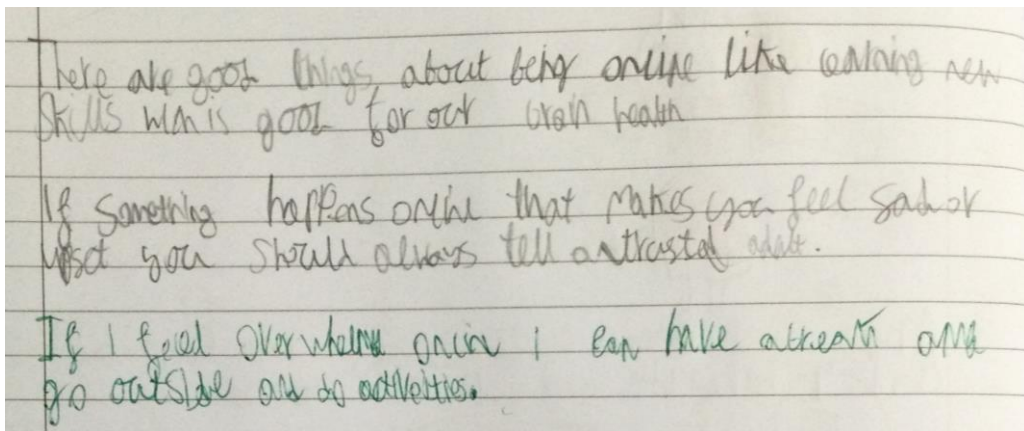 There are good things, about being online like learning new
skills which is good for our brain health
If something happens online that makes you feel sad or
upset you should always tell a trusted adult.
If I feel overwhelmed online i can have a break and
go outside and do activeities.